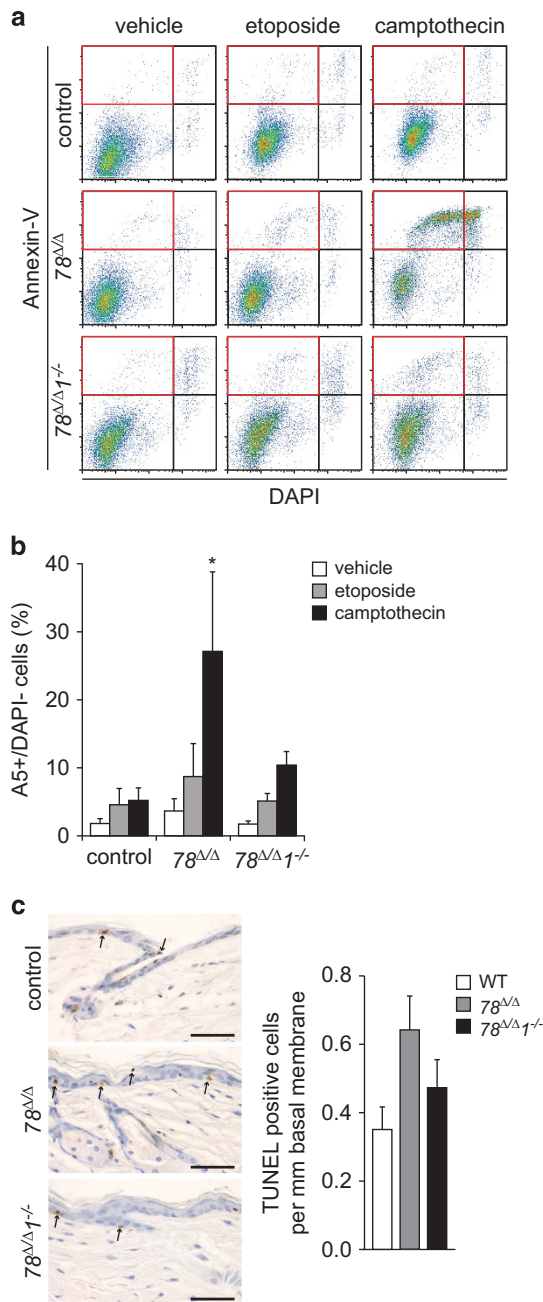 a
vehicle etoposide camptothecin
Annexin-V
control
78Δ/Δ
78Δ/Δ1-/-
DAPI
b
A5+/DAPI- cells (%)
40
30
20
10
0
*
vehicle
etoposide
camptothecin
control 78Δ/Δ 78Δ/Δ1-/-
c
control
78Δ/Δ
78Δ/Δ1-/-
TUNEL positive cells
per mm basal membrane
0.8
0.6
0.4
0.2
0.0
WT
78Δ/Δ
78Δ/Δ1-/-